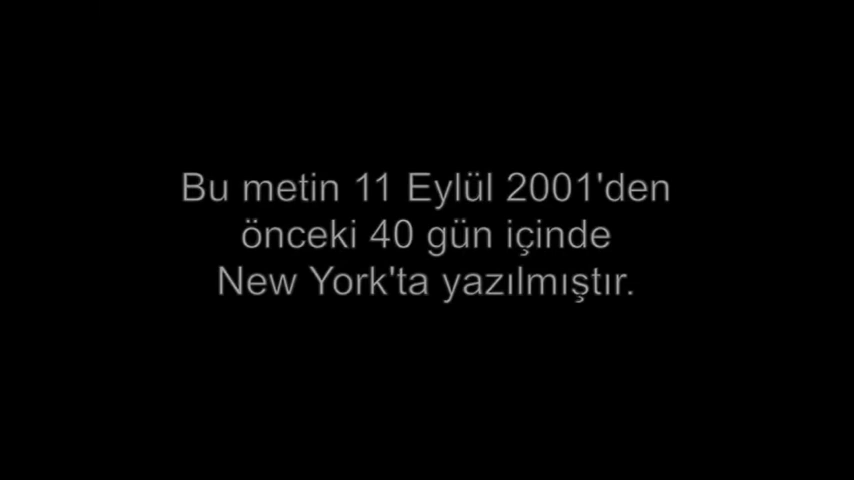 Bu metin 11 Eylül 2001'den
önceki 40 gün içinde
New York'ta yazılmıştır.